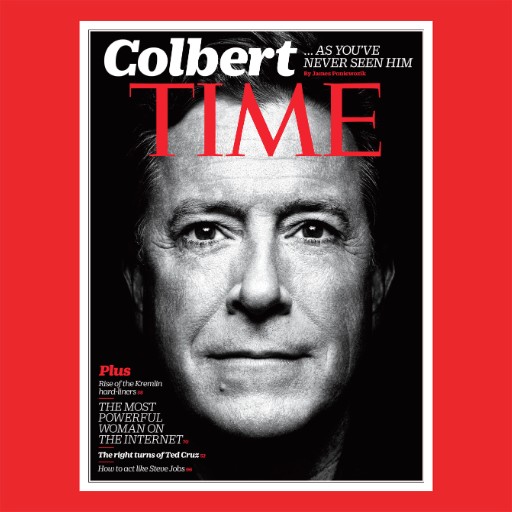 Colbert
... AS YOU'VE
NEVER SEEN HIM
By James Poniewozik
TIME
Plus
Rise of the Kremlin
hard-liners
THE MOST
POWERFUL
WOMAN ON
THE INTERNET
The right turns of Ted Cruz
How to act like Steve Jobs